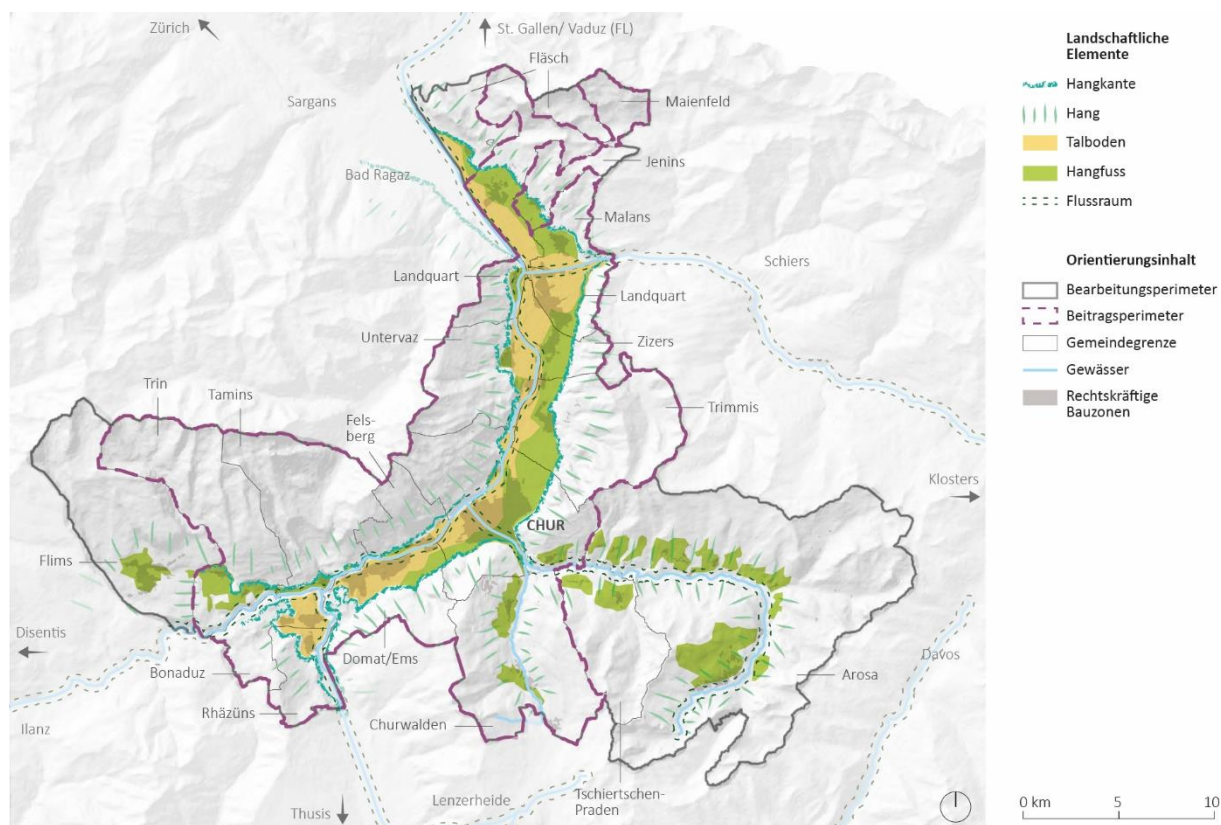 Zürich
St. Gallen/ Vaduz (FL)
Fläsch
Sargans
Maienfeld
Jenins
Bad Ragaz
Malans
Landquart
Schiers
Landquart
Untervaz
Zizers
Trin
Tamins
Trimmis
Fels-
berg
Klosters
CHUR
Flims
Disentis
Domat/Ems
Davos
Bonaduz
Arosa
Rhäzüns
Churwalden
Ilanz
Tschiertschen-
Praden
Lenzerheide
Thusis
Landschaftliche
Elemente
Hangkante
Hang
Talboden
Hangfuss
Flussraum
Orientierungsinhalt
Bearbeitungsperimeter
Beitragsperimeter
Gemeindegrenze
Gewässer
Rechtskräftige
Bauzonen
0 km 5 10